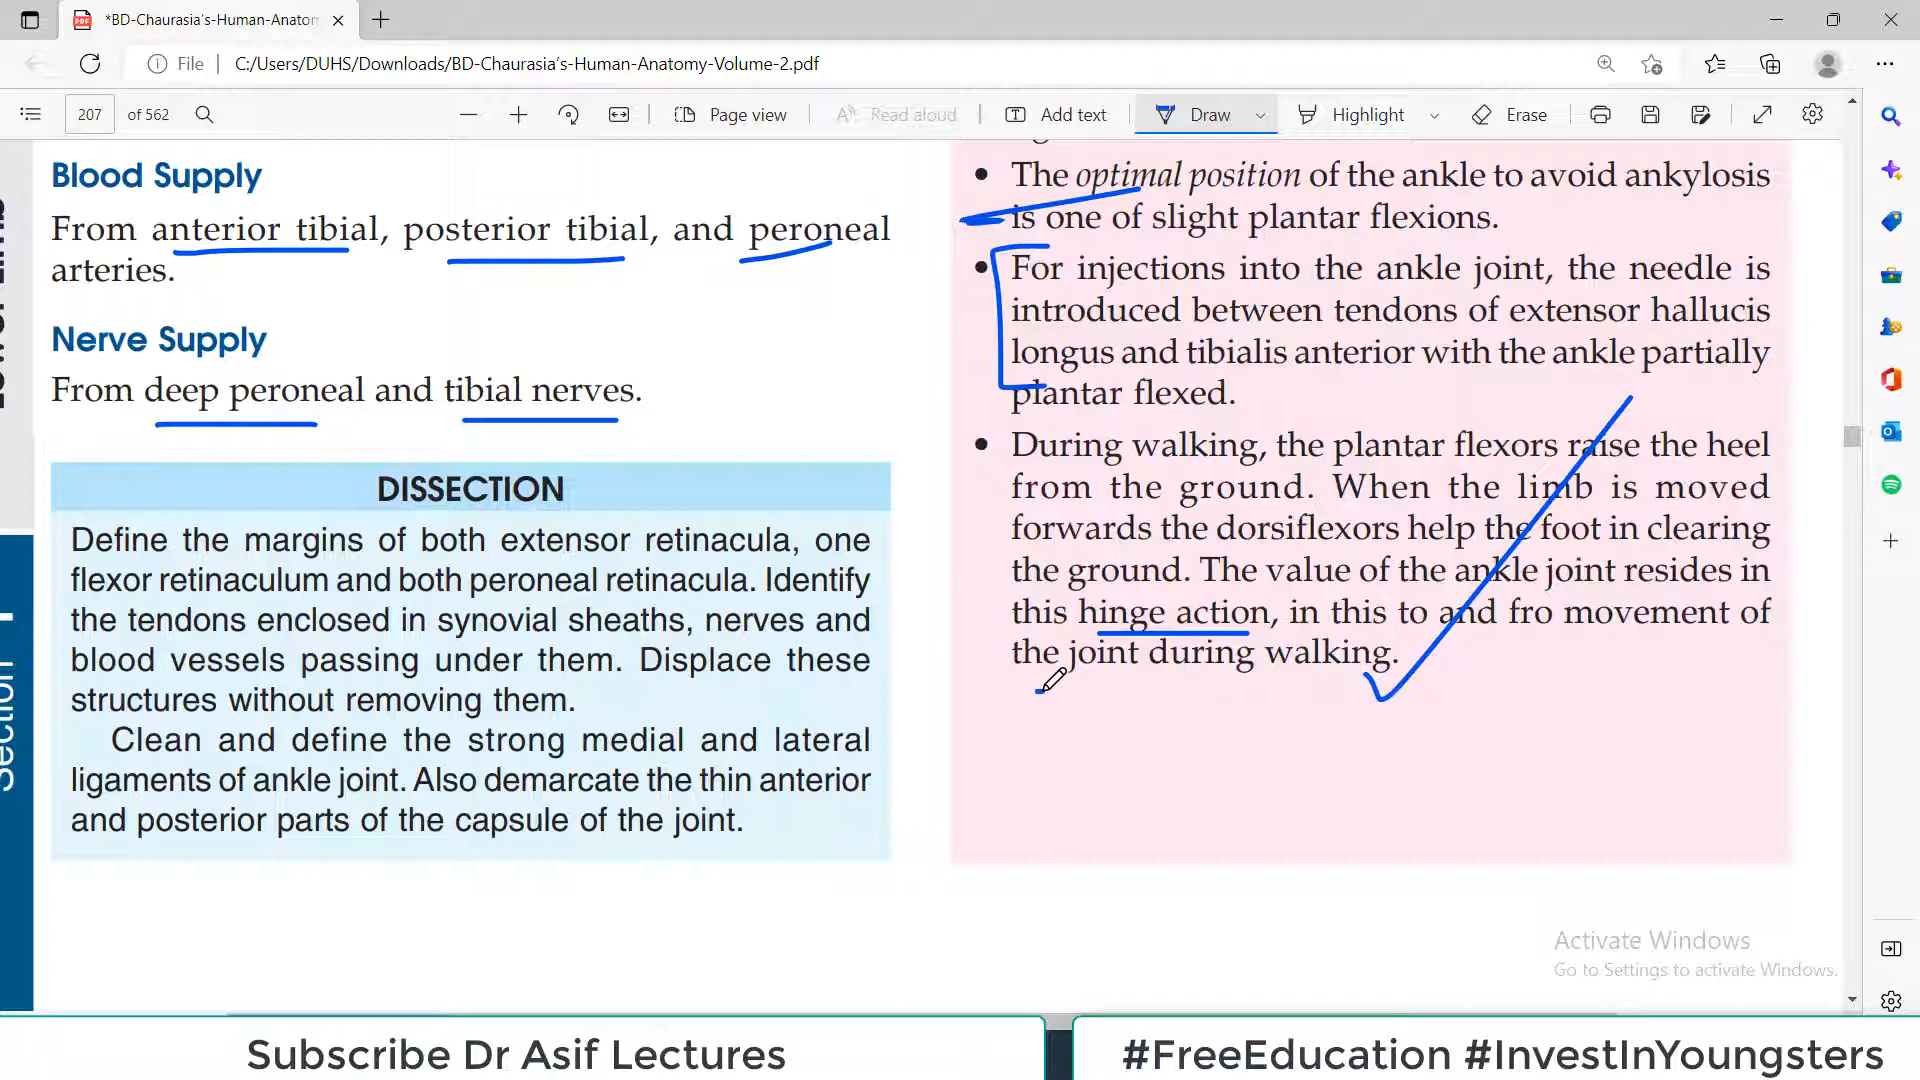 *BD-Chaurasia's-Human-Anaton
File
C:/Users/DUHS/Downloads/BD-Chaurasia's-Human-Anatomy-Volume-2.pdf
207 of 562
Page view
Read aloud
Add text
Draw
Highlight
Erase
Blood Supply
From anterior tibial, posterior tibial, and peroneal
arteries.
Nerve Supply
From deep peroneal and tibial nerves.
DISSECTION
Define the margins of both extensor retinacula, one
flexor retinaculum and both peroneal retinacula. Identify
the tendons enclosed in synovial sheaths, nerves and
blood vessels passing under them. Displace these
structures without removing them.
Clean and define the strong medial and lateral
ligaments of ankle joint. Also demarcate the thin anterior
and posterior parts of the capsule of the joint.
• The optimal position of the ankle to avoid ankylosis
is one of slight plantar flexions.
• For injections into the ankle joint, the needle is
introduced between tendons of extensor hallucis
longus and tibialis anterior with the ankle partially
plantar flexed.
• During walking, the plantar flexors raise the heel
from the ground. When the limb is moved
forwards the dorsiflexors help the foot in clearing
the ground. The value of the ankle joint resides in
this hinge action, in this to and fro movement of
the joint during walking.
Section 1
Activate Windows
Go to Settings to activate Windows.
Subscribe Dr Asif Lectures
#FreeEducation #InvestInYoungsters